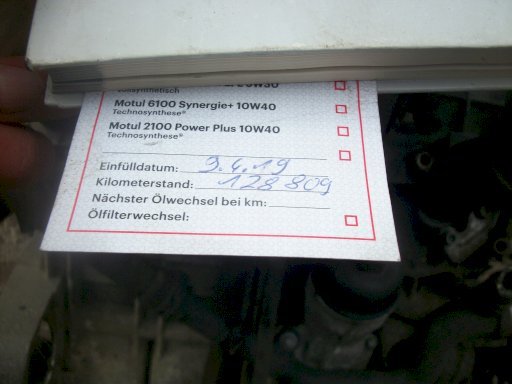 vollsynthetisch
Motul 6100 Synergie+ 10W40
Technosynthese®
Motul 2100 Power Plus 10W40
Technosynthese®
Einfülldatum: 9.4.19
Kilometerstand: 128 809
Nächster Ölwechsel bei km:
Ölfilterwechsel: